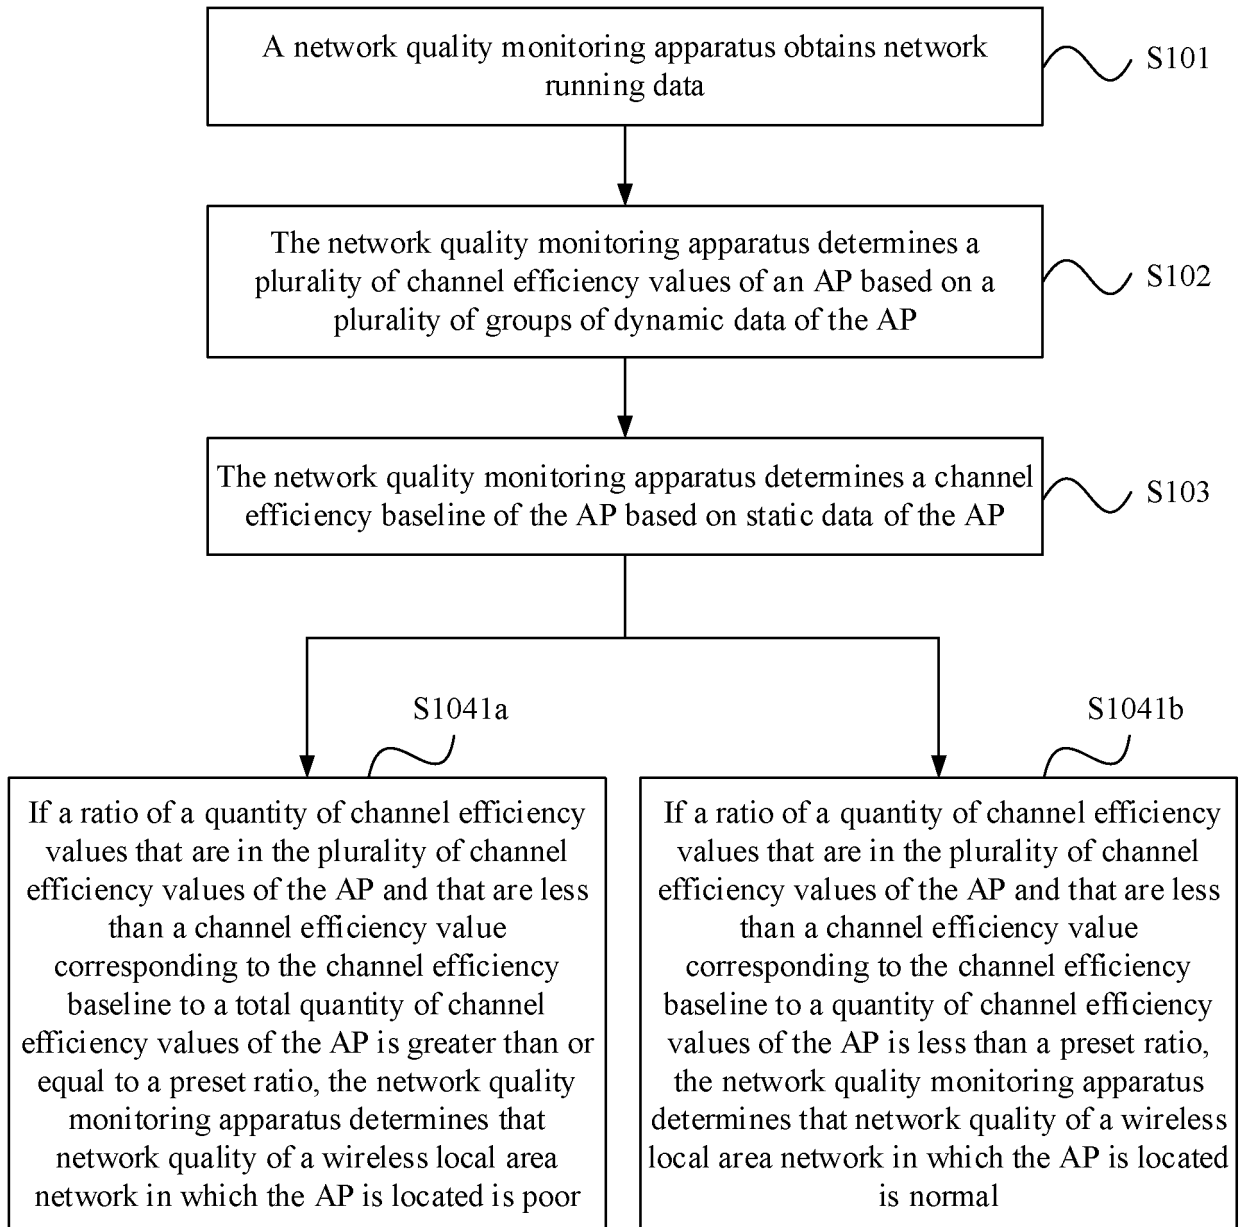 A network quality monitoring apparatus obtains network
running data
S101
The network quality monitoring apparatus determines a
plurality of channel efficiency values of an AP based on a
plurality of groups of dynamic data of the AP
S102
The network quality monitoring apparatus determines a channel
efficiency baseline of the AP based on static data of the AP
S103
S1041a
If a ratio of a quantity of channel efficiency
values that are in the plurality of channel
efficiency values of the AP and that are less
than a channel efficiency value
corresponding to the channel efficiency
baseline to a total quantity of channel
efficiency values of the AP is greater than or
equal to a preset ratio, the network quality
monitoring apparatus determines that
network quality of a wireless local area
network in which the AP is located is poor
S1041b
If a ratio of a quantity of channel efficiency
values that are in the plurality of channel
efficiency values of the AP and that are less
than a channel efficiency value
corresponding to the channel efficiency
baseline to a quantity of channel efficiency
values of the AP is less than a preset ratio,
the network quality monitoring apparatus
determines that network quality of a wireless
local area network in which the AP is located
is normal